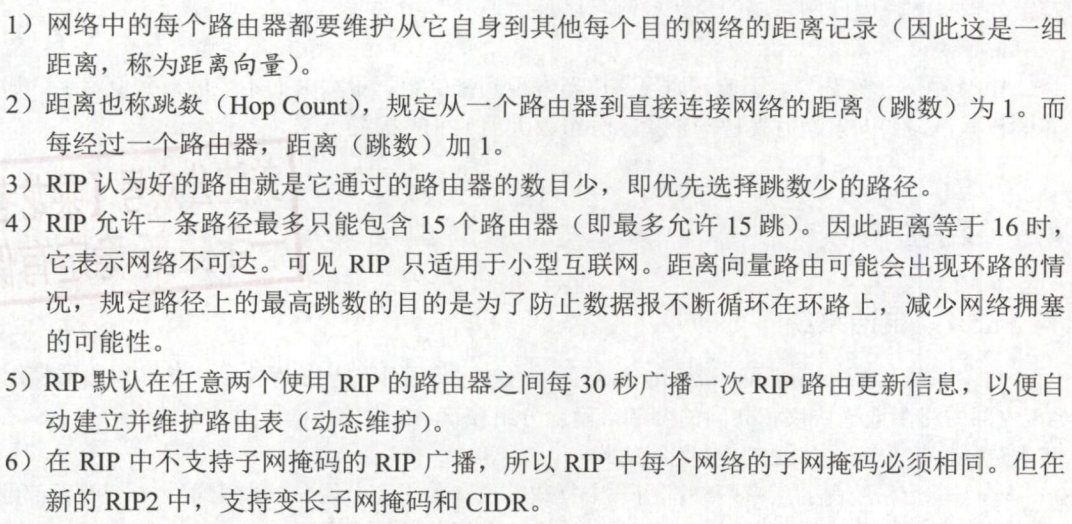 1）网络中的每个路由器都要维护从它自身到其他每个目的网络的距离记录（因此这是一组
距离，称为距离向量）。
2）距离也称跳数（Hop Count），规定从一个路由器到直接连接网络的距离（跳数）为 1。而
每经过一个路由器，距离（跳数）加 1。
3）RIP 认为好的路由就是它通过的路由器的数目少，即优先选择跳数少的路径。
4）RIP 允许一条路径最多只能包含 15 个路由器（即最多允许 15 跳）。因此距离等于 16 时，
它表示网络不可达。可见 RIP 只适用于小型互联网。距离向量路由可能会出现环路的情
况，规定路径上的最高跳数的目的是为了防止数据报不断循环在环路上，减少网络拥塞
的可能性。
5）RIP 默认在任意两个使用 RIP 的路由器之间每 30 秒广播一次 RIP 路由更新信息，以便自
动建立并维护路由表（动态维护）。
6）在 RIP 中不支持子网掩码的 RIP 广播，所以 RIP 中每个网络的子网掩码必须相同。但在
新的 RIP2 中，支持变长子网掩码和 CIDR。